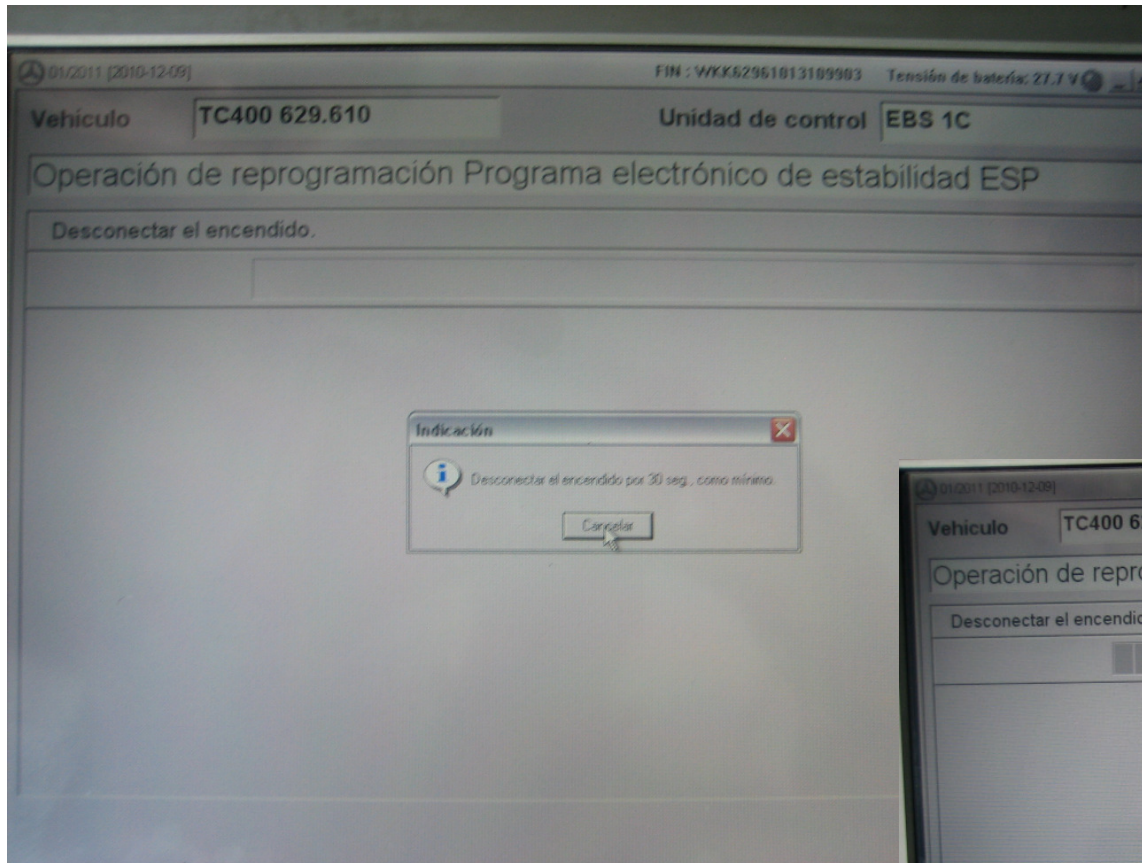 01/2011 [2010-12-09]
FIN : WKK62961013109903 Tensión de batería: 27.7 V
Vehículo TC400 629.610 Unidad de control EBS 1C
Operación de reprogramación Programa electrónico de estabilidad ESP
Desconectar el encendido.
Indicación
Desconectar el encendido por 30 seg., como mínimo.
Cancelar
01/2011 [2010-12-09]
Vehículo TC400 6
Operación de repro
Desconectar el encendid